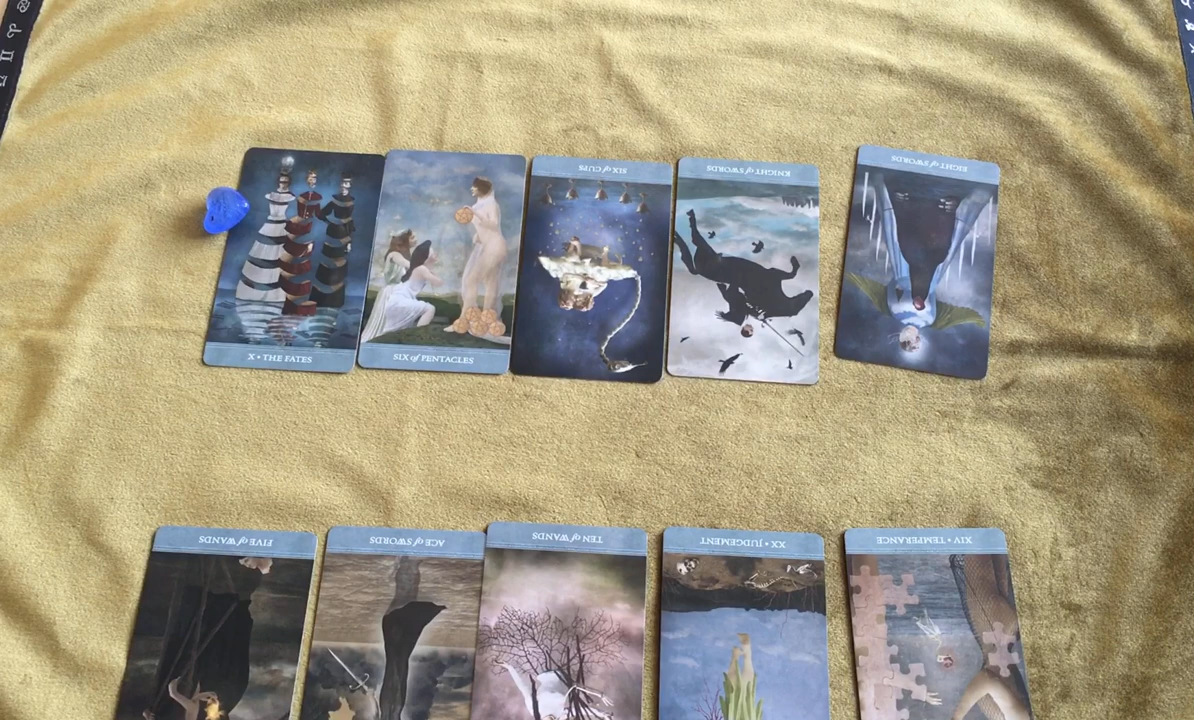 X • THE FATES
SIX of PENTACLES
SIX of CUPS
KNIGHT of SWORDS
EIGHT of SWORDS
FIVE of WANDS
ACE of SWORDS
TEN of WANDS
XX • JUDGEMENT
XIV • TEMPERANCE